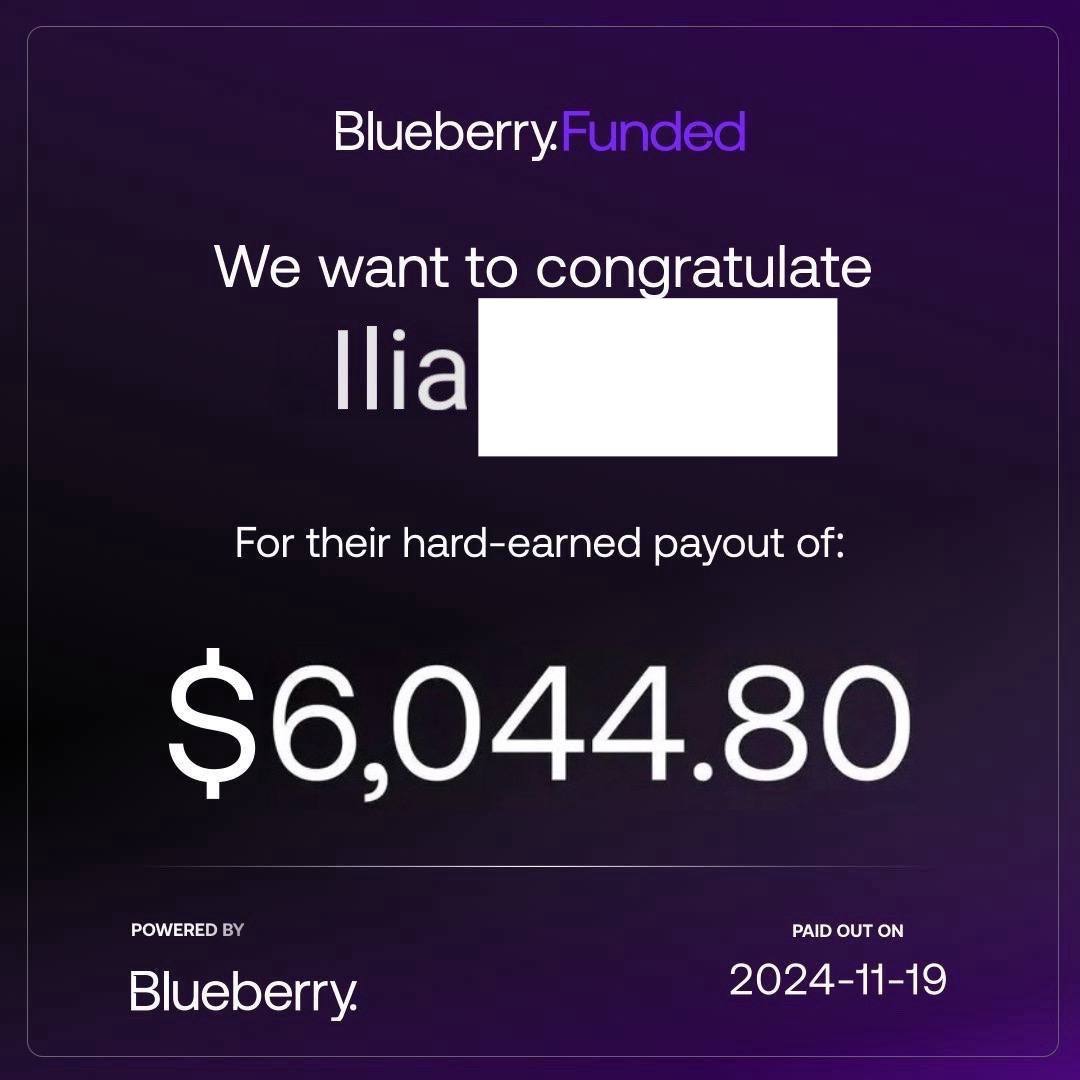 Blueberry.Funded
We want to congratulate
Ilia
For their hard-earned payout of:
$6,044.80
POWERED BY
Blueberry.
PAID OUT ON
2024-11-19